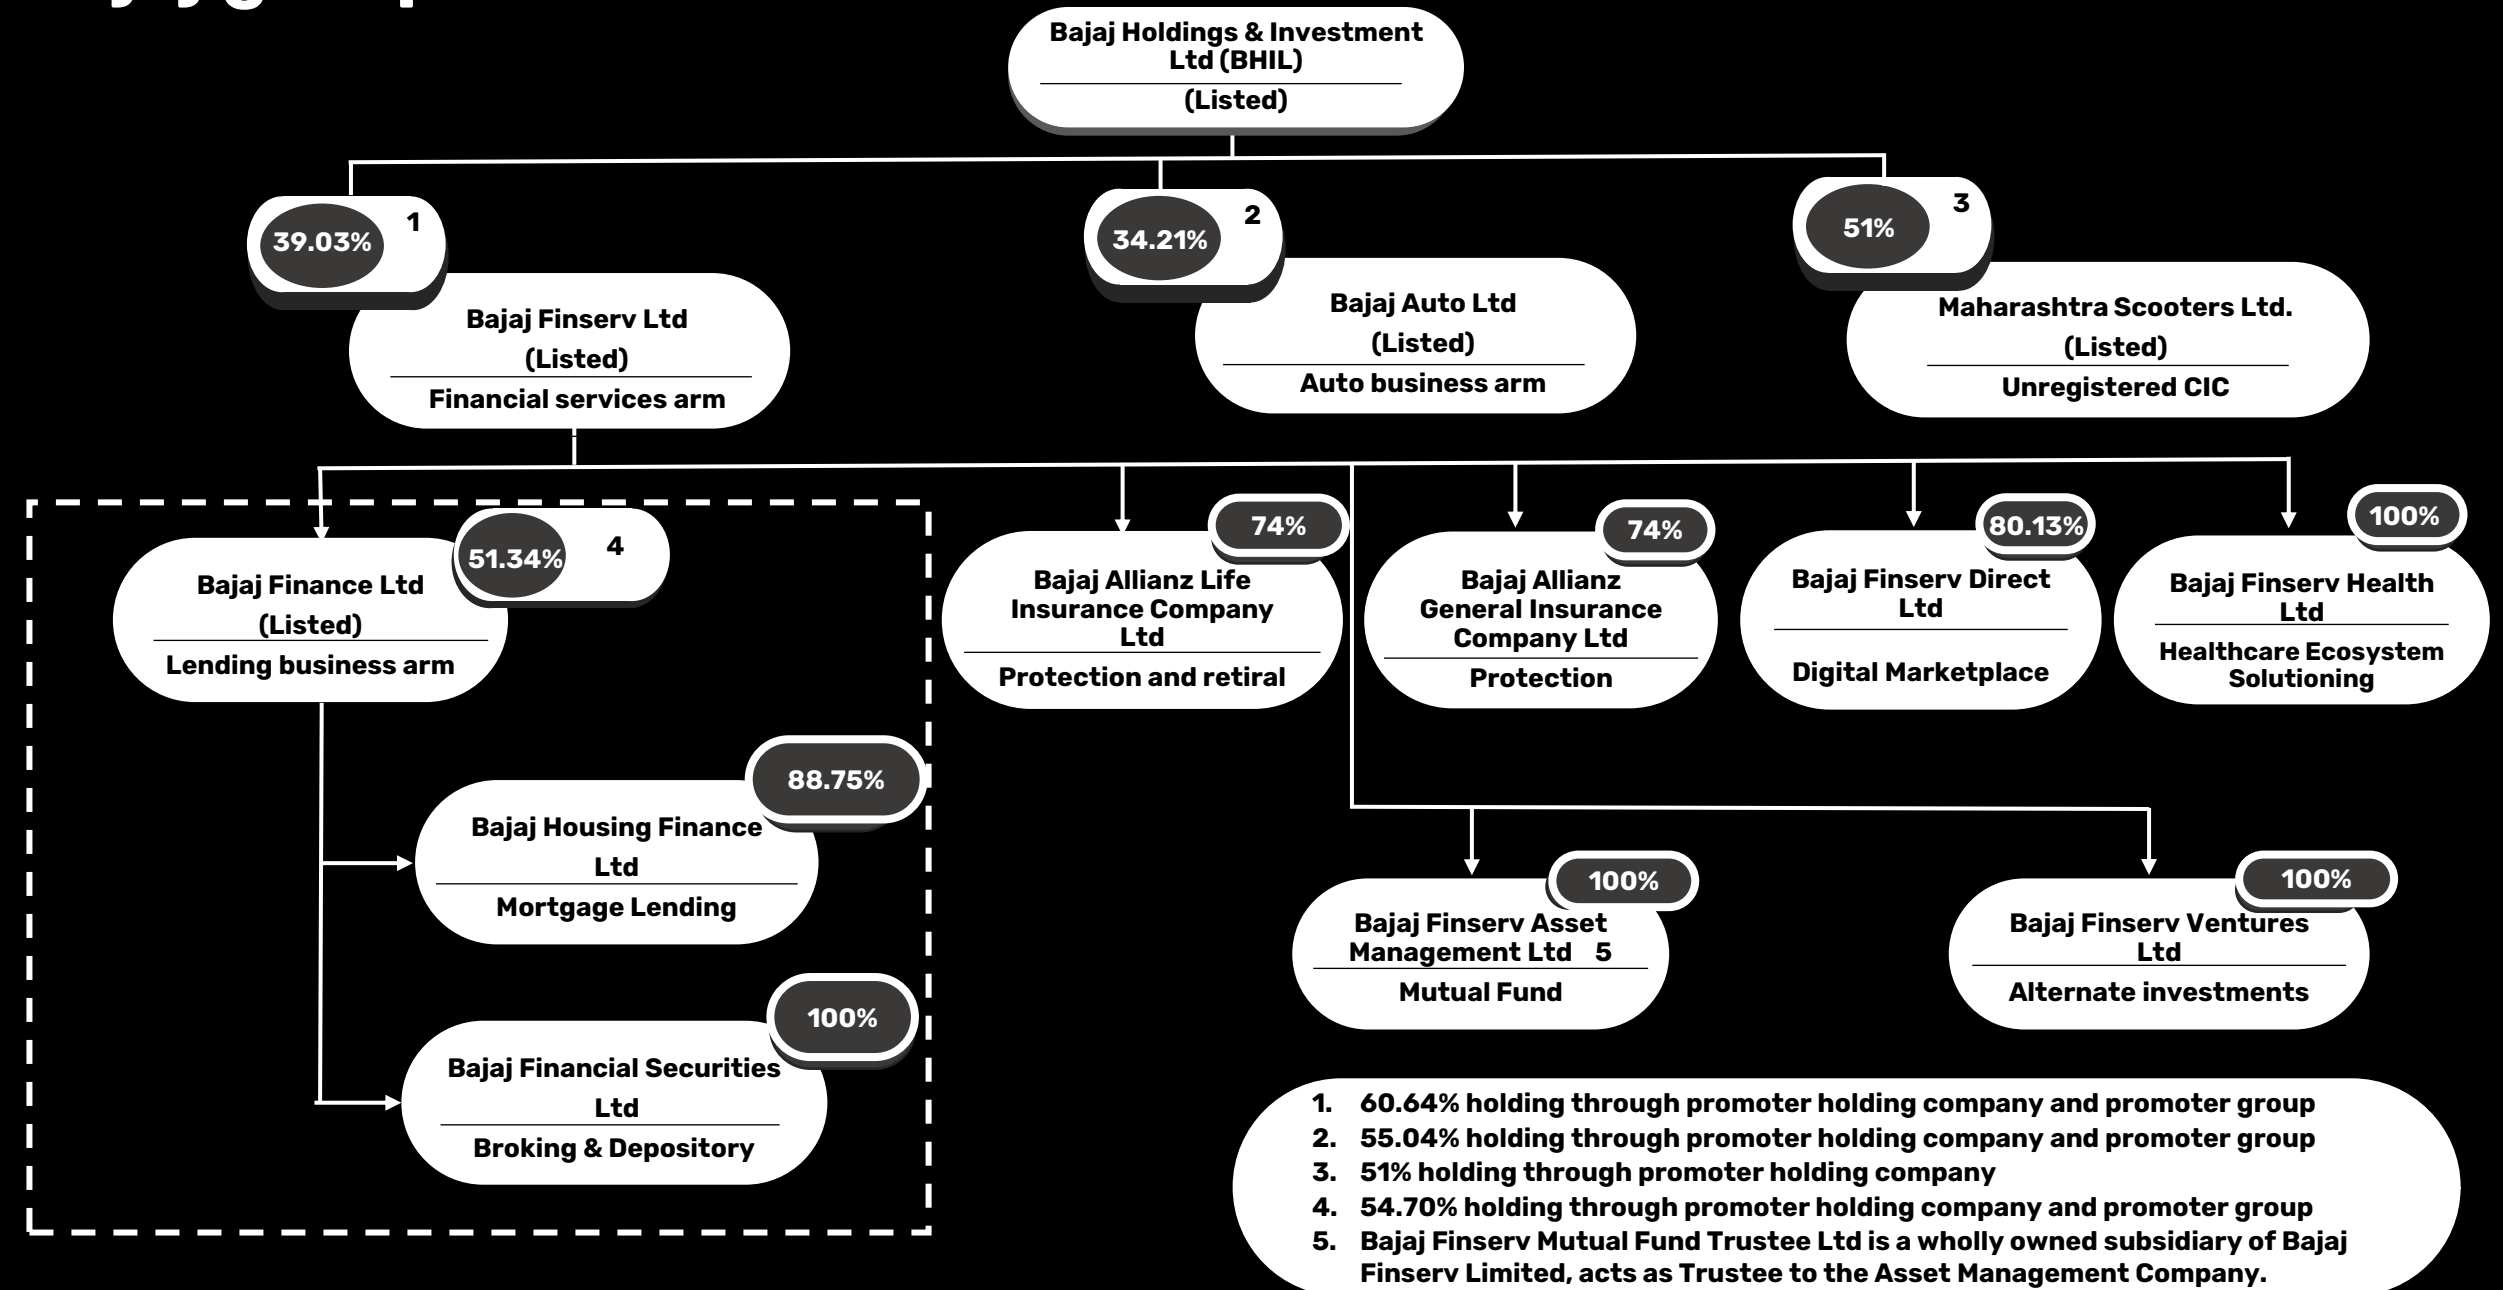 Bajaj Holdings & Investment
Ltd (BHIL)
(Listed)
39.03%
1
Bajaj Finserv Ltd
(Listed)
Financial services arm
34.21%
2
Bajaj Auto Ltd
(Listed)
Auto business arm
51%
3
Maharashtra Scooters Ltd.
(Listed)
Unregistered CIC
51.34%
4
Bajaj Finance Ltd
(Listed)
Lending business arm
74%
Bajaj Allianz Life
Insurance Company
Ltd
Protection and retiral
74%
Bajaj Allianz
General Insurance
Company Ltd
Protection
80.13%
Bajaj Finserv Direct
Ltd
Digital Marketplace
100%
Bajaj Finserv Health
Ltd
Healthcare Ecosystem
Solutioning
88.75%
Bajaj Housing Finance
Ltd
Mortgage Lending
100%
Bajaj Financial Securities
Ltd
Broking & Depository
100%
Bajaj Finserv Asset
Management Ltd 5
Mutual Fund
100%
Bajaj Finserv Ventures
Ltd
Alternate investments
1. 60.64% holding through promoter holding company and promoter group
2. 55.04% holding through promoter holding company and promoter group
3. 51% holding through promoter holding company
4. 54.70% holding through promoter holding company and promoter group
5. Bajaj Finserv Mutual Fund Trustee Ltd is a wholly owned subsidiary of Bajaj
Finserv Limited, acts as Trustee to the Asset Management Company.